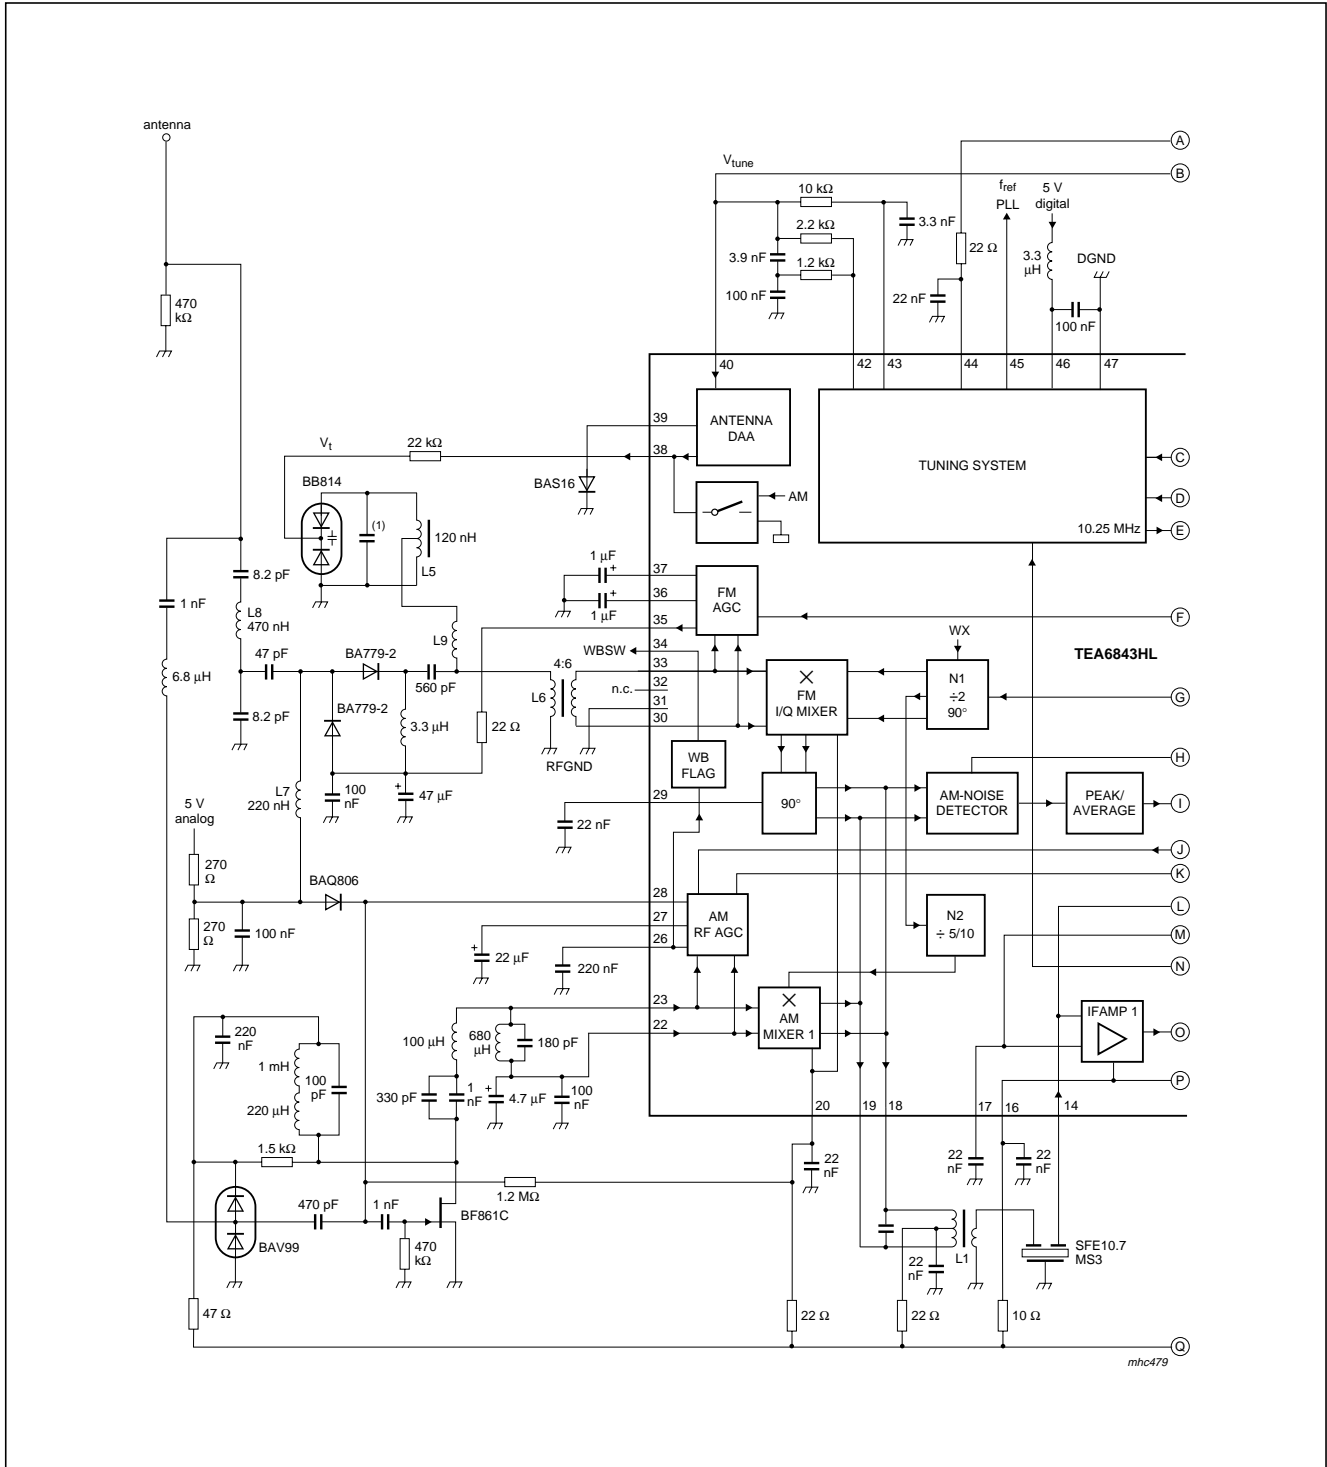 antenna
A
Vtune
B
10 kΩ
fref
PLL
5 V
digital
3.3 nF
2.2 kΩ
22 Ω
3.9 nF
1.2 kΩ
3.3
μH
DGND
470
kΩ
100 nF
22 nF
100 nF
40
42
43
44
45
46
47
39
ANTENNA
DAA
Vt
22 kΩ
38
TUNING SYSTEM
C
BB814
BAS16
AM
D
(1)
120 nH
10.25 MHz
E
L5
1 μF
37
8.2 pF
FM
AGC
1 nF
36
L8
470 nH
1 μF
35
F
L9
34
WX
47 pF
BA779-2
4:6
WBSW
33
TEA6843HL
N1
÷2
90°
FM
I/Q MIXER
6.8 μH
560 pF
L6
n.c.
32
31
G
8.2 pF
BA779-2
3.3 μH
22 Ω
30
RFGND
WB
FLAG
H
L7
220 nH
100
nF
+
47 μF
29
90°
AM-NOISE
DETECTOR
PEAK/
AVERAGE
I
5 V
analog
22 nF
J
270
Ω
BAQ806
28
K
AM
RF AGC
27
N2
÷ 5/10
L
270
Ω
100 nF
26
M
+
22 μF
220 nF
N
23
AM
MIXER 1
IFAMP 1
220
nF
100 μH
680
μH
180 pF
22
O
1 mH
100
pF
330 pF
1
nF
+
4.7 μF
100
nF
P
220 μH
20
19
18
17
16
14
1.5 kΩ
22
nF
22
nF
22
nF
470 pF
1 nF
1.2 MΩ
BF861C
BAV99
470
kΩ
SFE10.7
MS3
L1
22
nF
47 Ω
22 Ω
22 Ω
10 Ω
Q
mhc479